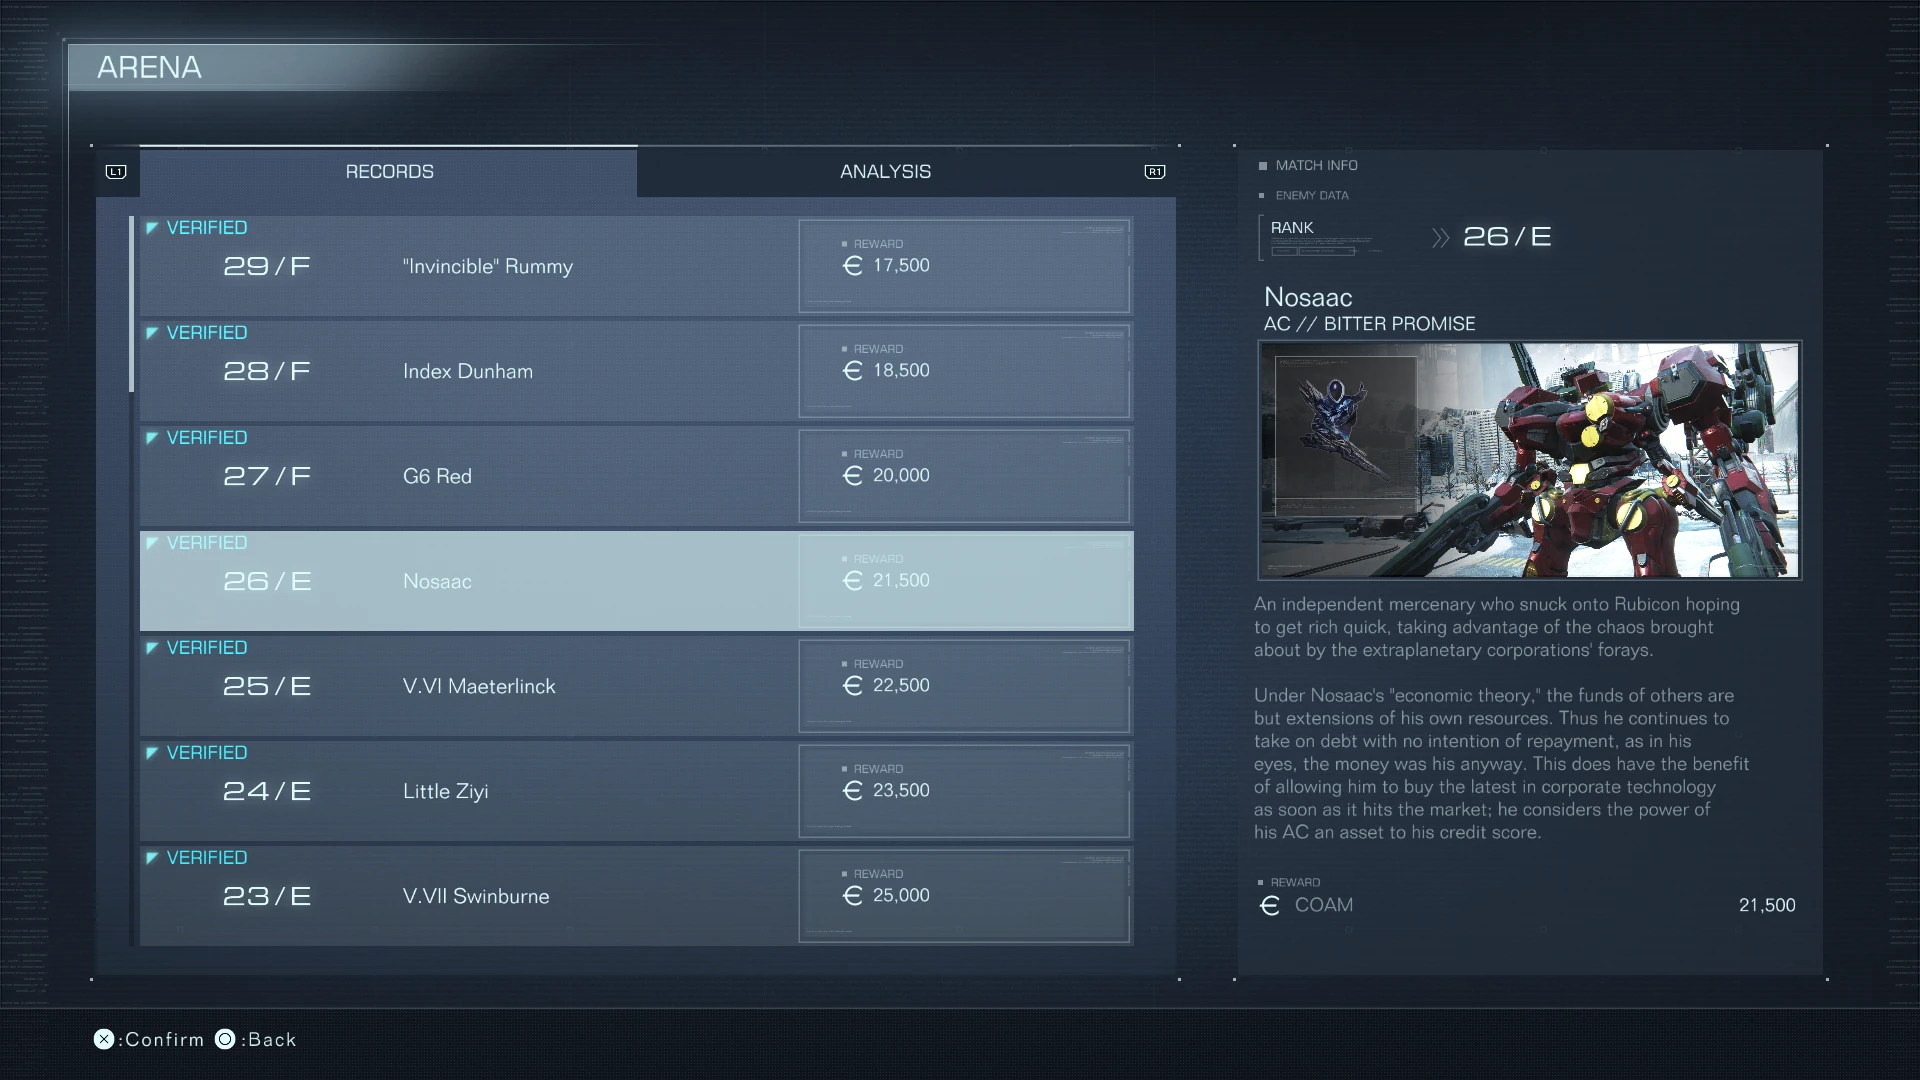 ARENA
L1
RECORDS
ANALYSIS
R1
VERIFIED
29/F
"Invincible" Rummy
REWARD
17,500
VERIFIED
28/F
Index Dunham
REWARD
18,500
VERIFIED
27/F
G6 Red
REWARD
20,000
VERIFIED
26/E
Nosaac
REWARD
21,500
VERIFIED
25/E
V.VI Maeterlinck
REWARD
22,500
VERIFIED
24/E
Little Ziyi
REWARD
23,500
VERIFIED
23/E
V.VII Swinburne
REWARD
25,000
MATCH INFO
ENEMY DATA
RANK
26/E
Nosaac
AC // BITTER PROMISE
An independent mercenary who snuck onto Rubicon hoping
to get rich quick, taking advantage of the chaos brought
about by the extraplanetary corporations' forays.
Under Nosaac's "economic theory," the funds of others are
but extensions of his own resources. Thus he continues to
take on debt with no intention of repayment, as in his
eyes, the money was his anyway. This does have the benefit
of allowing him to buy the latest in corporate technology
as soon as it hits the market; he considers the power of
his AC an asset to his credit score.
REWARD
COAM
21,500
:Confirm :Back